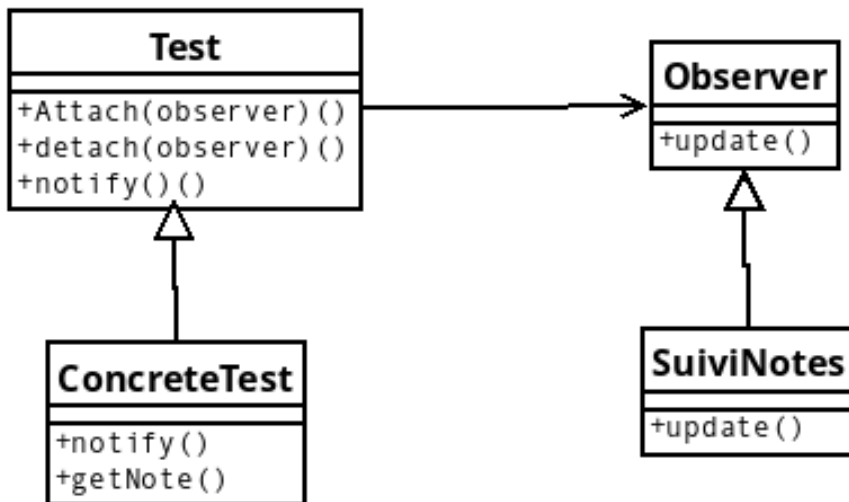 Test
+Attach(observer)()
+detach(observer)()
+notify()()
Observer
+update()
ConcreteTest
+notify()
+getNote()
SuiviNotes
+update()